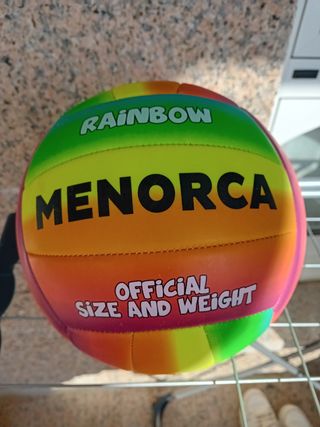 RAiNBOW
MENORCA
OFFiCiAL
SiZE AND WEiGHT